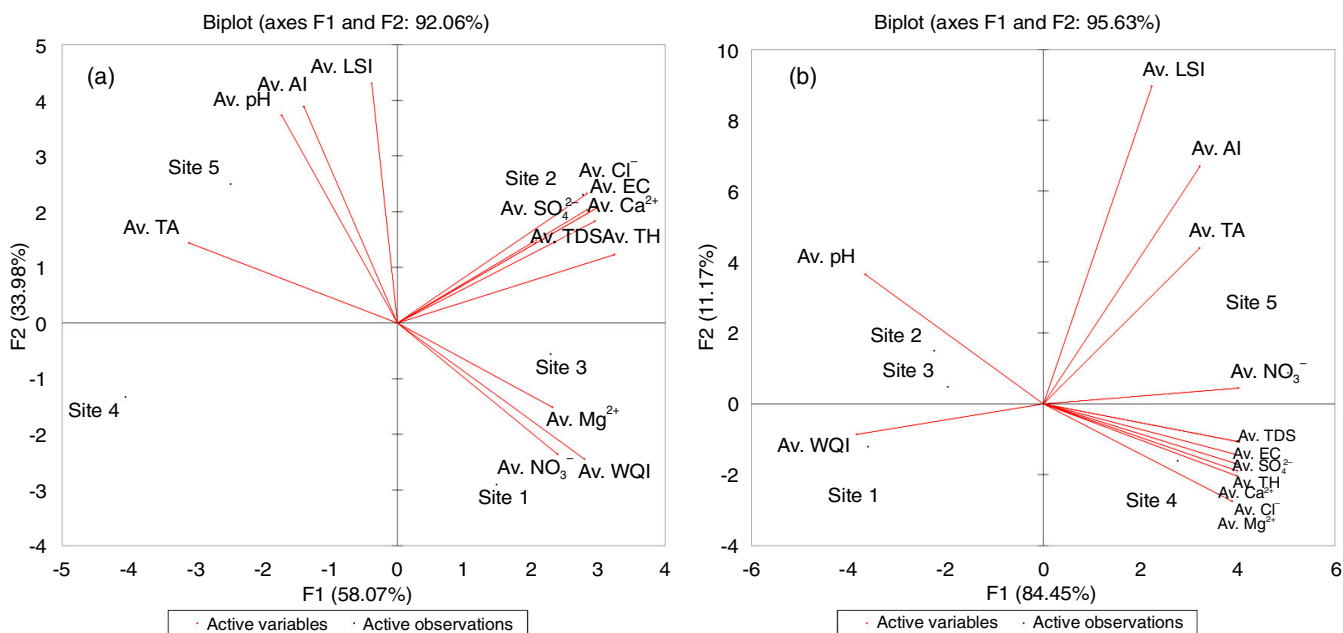 Biplot (axes F1 and F2: 92.06%)
(a)
5
4
3
2
1
0
-1
-2
-3
-4
F2 (33.98%)
Av. LSI
Av. AI
Av. pH
Site 5
Av. TA
Site 2
Av. Cl⁻
Av. EC
Av. SO₄²⁻
Av. Ca²⁺
Av. TDS
Av. TH
Site 3
Site 4
Av. Mg²⁺
Av. NO₃⁻
Av. WQI
Site 1
-5 -4 -3 -2 -1 0 1 2 3 4
F1 (58.07%)
Active variables Active observations
Biplot (axes F1 and F2: 95.63%)
(b)
10
8
6
4
2
0
-2
-4
F2 (11.17%)
Av. LSI
Av. AI
Av. TA
Av. pH
Site 5
Site 2
Site 3
Av. NO₃⁻
Av. WQI
Av. TDS
Av. EC
Av. SO₄²⁻
Av. TH
Av. Ca²⁺
Av. Cl⁻
Av. Mg²⁺
Site 1
Site 4
-6 -4 -2 0 2 4 6
F1 (84.45%)
Active variables Active observations